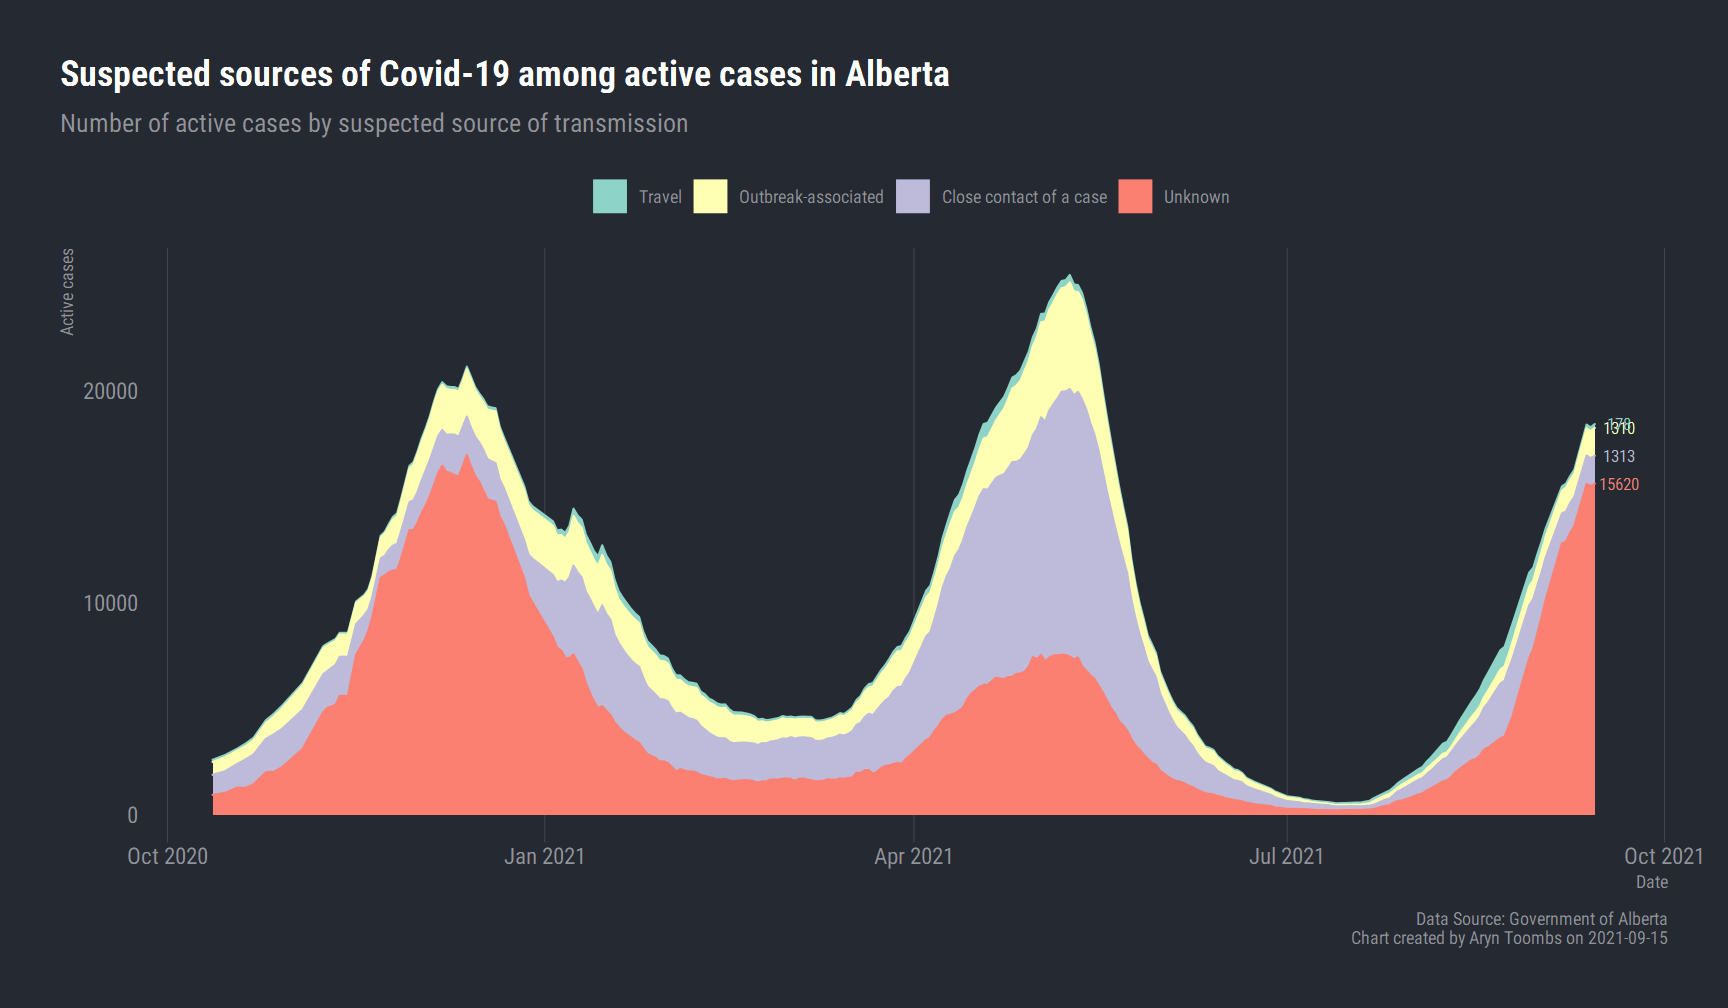 Suspected sources of Covid-19 among active cases in Alberta
Number of active cases by suspected source of transmission
Travel Outbreak-associated Close contact of a case Unknown
Active cases
20000
10000
0
1310
1313
15620
Oct 2020 Jan 2021 Apr 2021 Jul 2021 Oct 2021
Date
Data Source: Government of Alberta
Chart created by Aryn Toombs on 2021-09-15